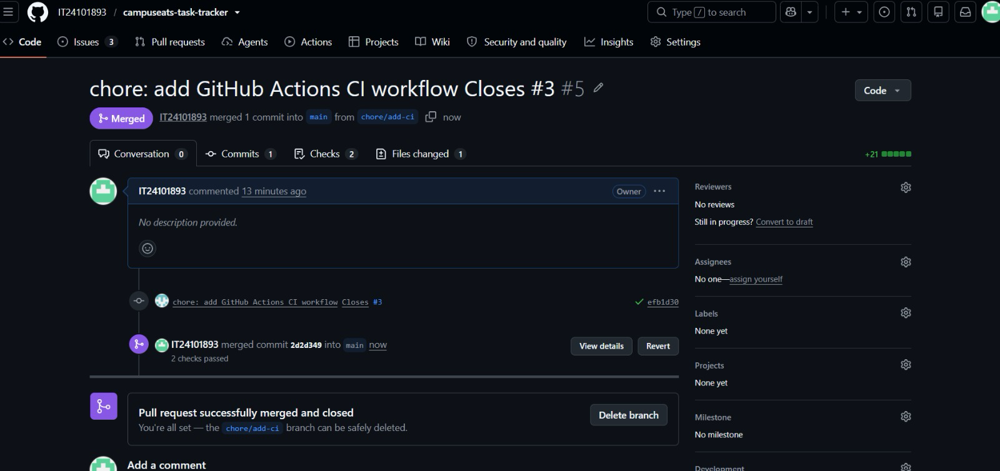 IT24101893 / campuseats-task-tracker
Type / to search
Code Issues 3 Pull requests Agents Actions Projects Wiki Security and quality Insights Settings
chore: add GitHub Actions CI workflow Closes #3 #5
Code
Merged IT24101893 merged 1 commit into main from chore/add-ci now
Conversation 0 Commits 1 Checks 2 Files changed 1 +21
IT24101893 commented 13 minutes ago Owner
No description provided.
chore: add GitHub Actions CI workflow Closes #3 efb1d30
IT24101893 merged commit 2d2d349 into main now
2 checks passed
View details Revert
Pull request successfully merged and closed
You're all set — the chore/add-ci branch can be safely deleted.
Delete branch
Add a comment
Reviewers
No reviews
Still in progress? Convert to draft
Assignees
No one—assign yourself
Labels
None yet
Projects
None yet
Milestone
No milestone
Development